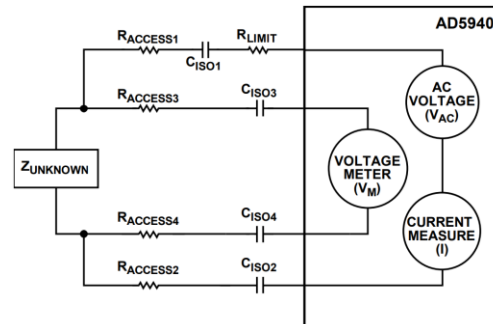 AD5940
RACCESS1
CISO1
RLIMIT
RACCESS3
CISO3
AC
VOLTAGE
(VAC)
ZUNKNOWN
VOLTAGE
METER
(VM)
RACCESS4
CISO4
CURRENT
MEASURE
(I)
RACCESS2
CISO2